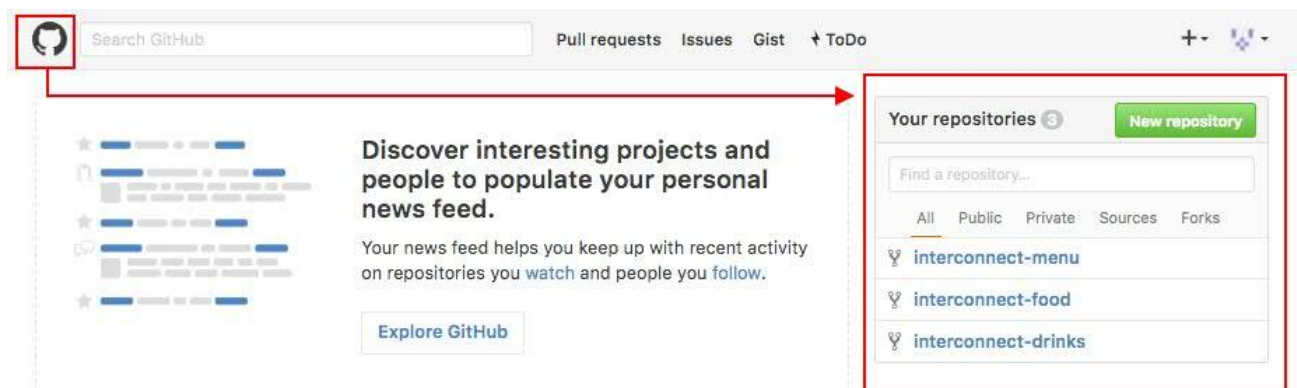 Search GitHub
Pull requests Issues Gist ToDo
Discover interesting projects and
people to populate your personal
news feed.
Your news feed helps you keep up with recent activity
on repositories you watch and people you follow.
Explore GitHub
Your repositories 3
New repository
Find a repository...
All Public Private Sources Forks
interconnect-menu
interconnect-food
interconnect-drinks